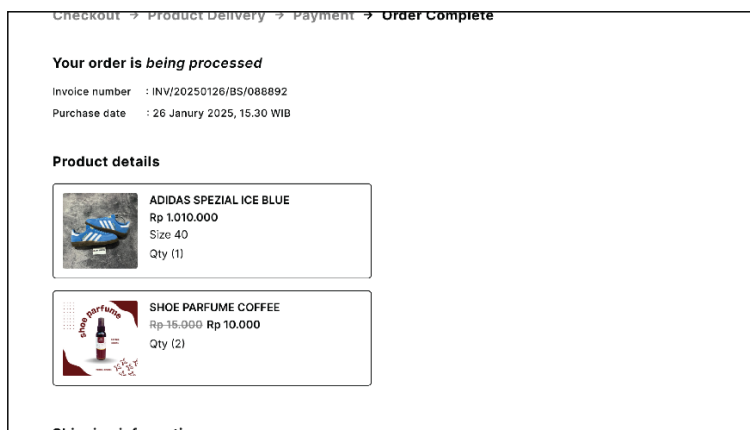 Checkout → Product Delivery → Payment → Order Complete
Your order is being processed
Invoice number : INV/20250126/BS/088892
Purchase date : 26 Janury 2025, 15.30 WIB
Product details
ADIDAS SPEZIAL ICE BLUE
Rp 1.010.000
Size 40
Qty (1)
shoe parfume
SHOE PARFUME COFFEE
Rp 15.000 Rp 10.000
Qty (2)